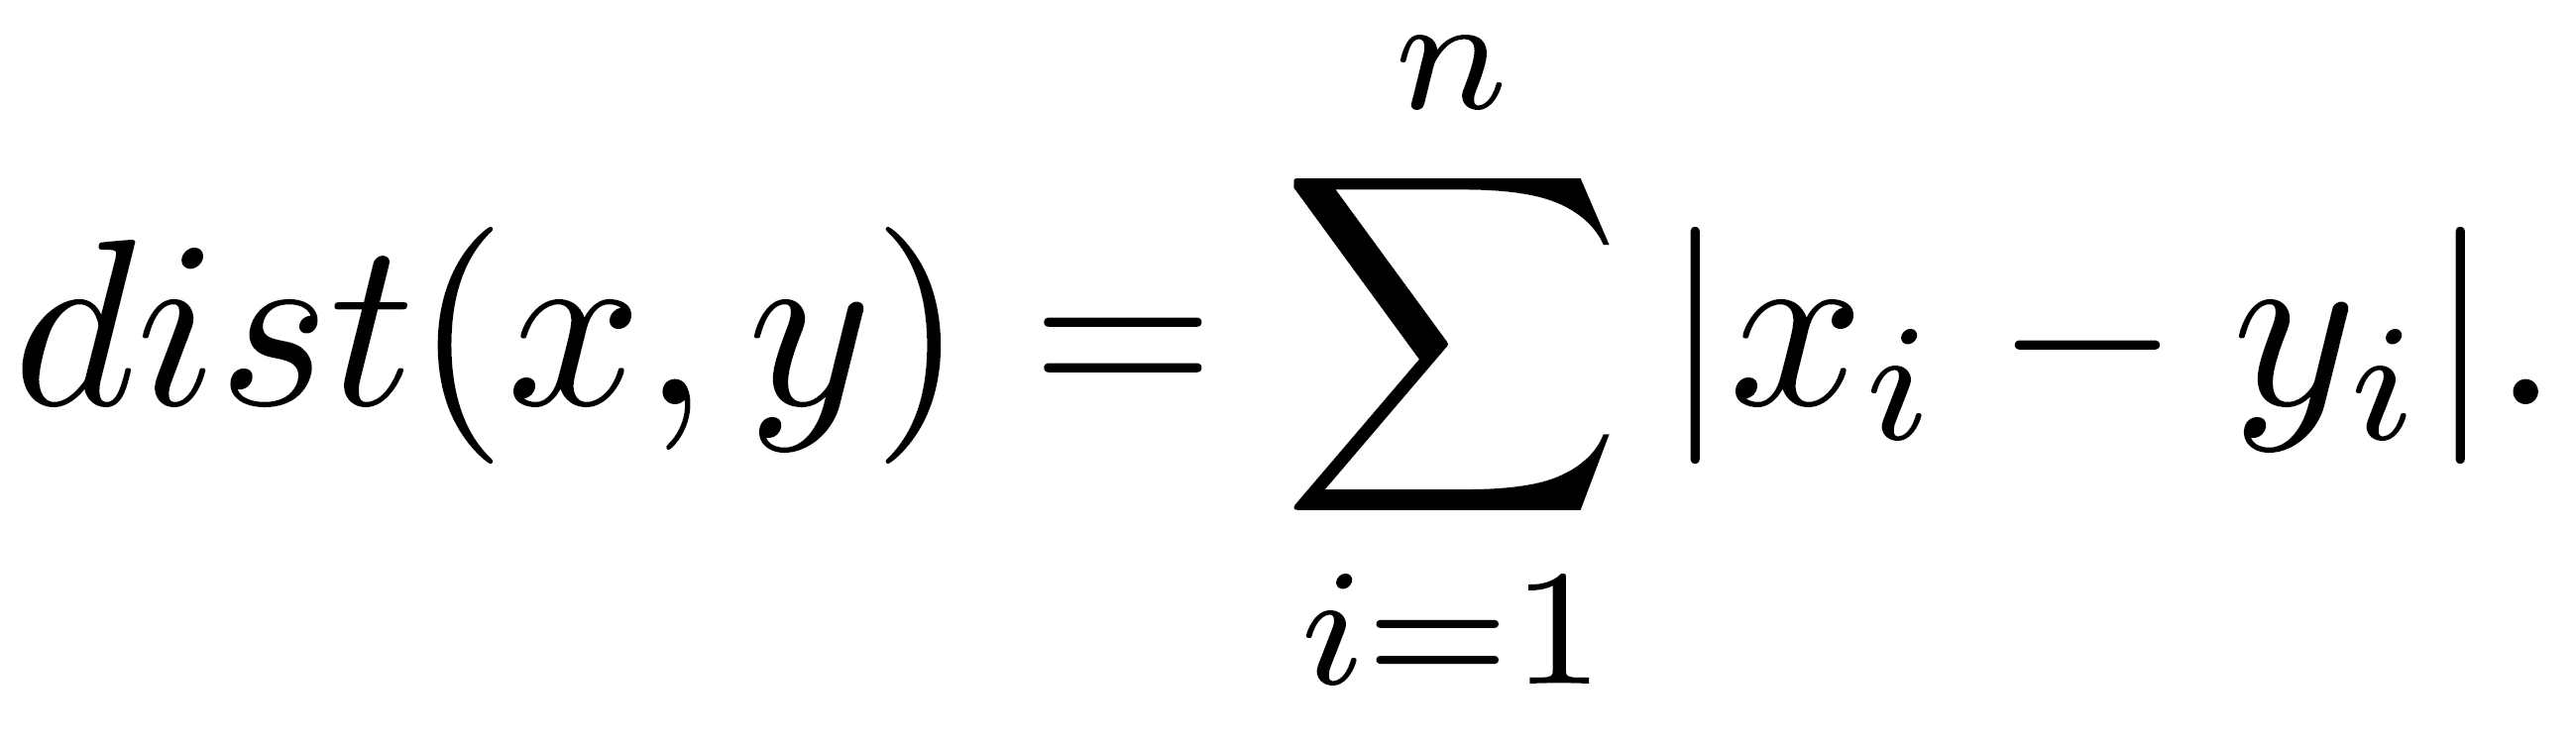 dist(x, y) = \sum_{i=1}^{n} |x_i - y_i|.